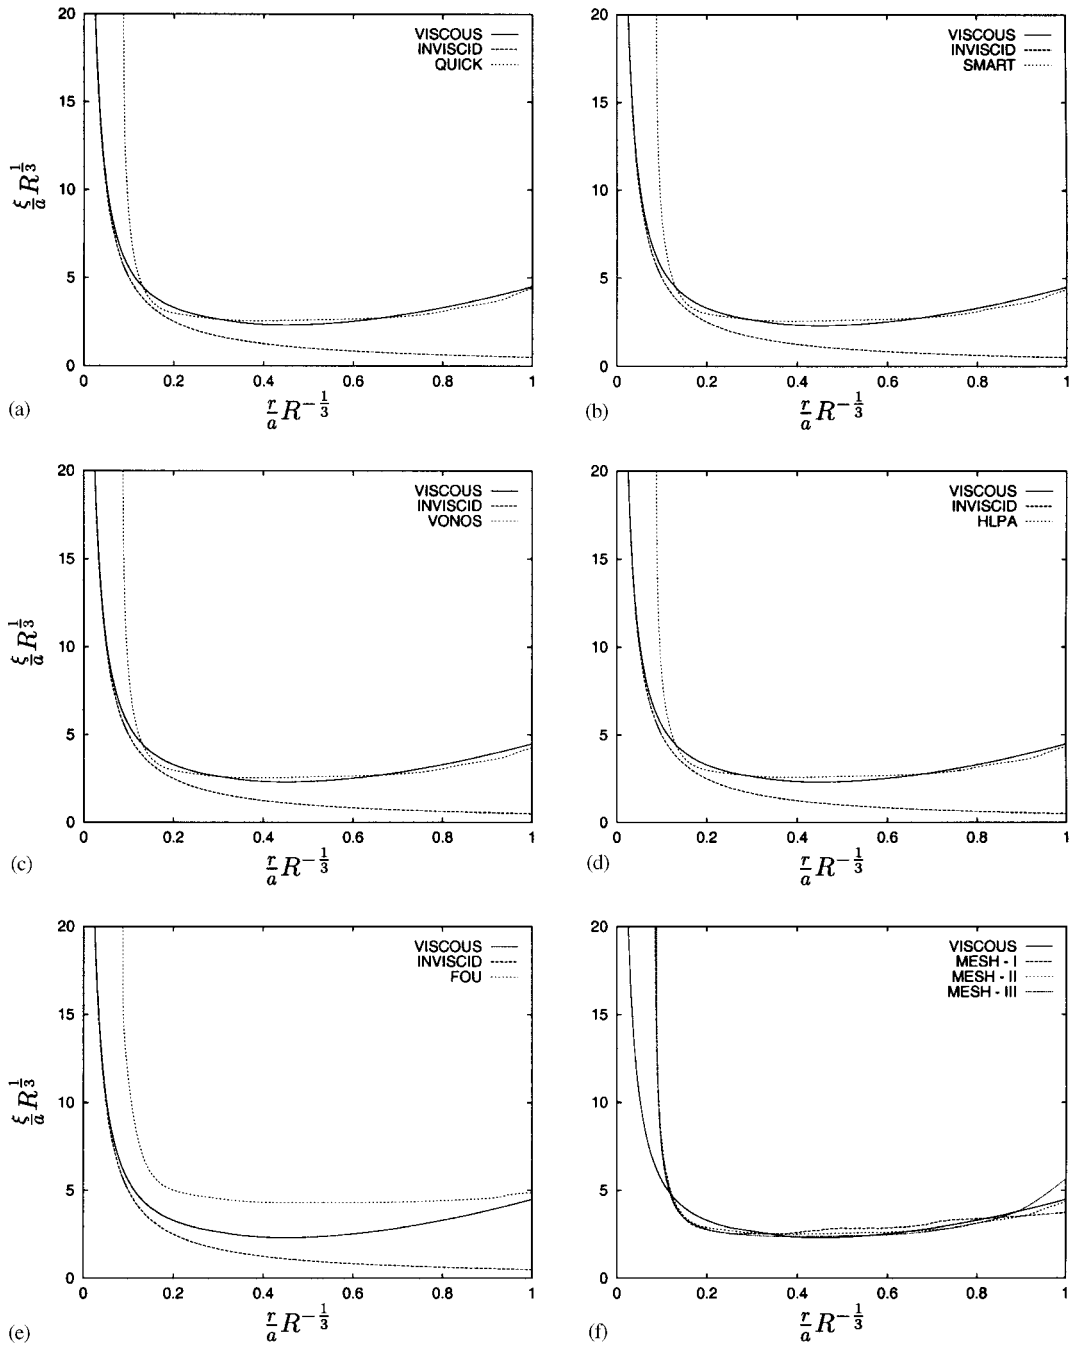 20
15
10
5
0
0 0.2 0.4 0.6 0.8 1
VISCOUS
INVISCID
QUICK
ξ/a R^{1/3}
r/a R^{-1/3}
(a)
20
15
10
5
0
0 0.2 0.4 0.6 0.8 1
VISCOUS
INVISCID
SMART
r/a R^{-1/3}
(b)
20
15
10
5
0
0 0.2 0.4 0.6 0.8 1
VISCOUS
INVISCID
VONOS
ξ/a R^{1/3}
r/a R^{-1/3}
(c)
20
15
10
5
0
0 0.2 0.4 0.6 0.8 1
VISCOUS
INVISCID
HLPA
r/a R^{-1/3}
(d)
20
15
10
5
0
0 0.2 0.4 0.6 0.8 1
VISCOUS
INVISCID
FOU
ξ/a R^{1/3}
r/a R^{-1/3}
(e)
20
15
10
5
0
0 0.2 0.4 0.6 0.8 1
VISCOUS
MESH - I
MESH - II
MESH - III
r/a R^{-1/3}
(f)